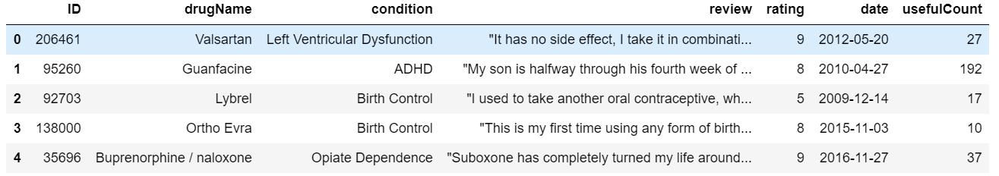 ID drugName condition review rating date usefulCount
0 206461 Valsartan Left Ventricular Dysfunction "It has no side effect, I take it in combinati... 9 2012-05-20 27
1 95260 Guanfacine ADHD "My son is halfway through his fourth week of ... 8 2010-04-27 192
2 92703 Lybrel Birth Control "I used to take another oral contraceptive, wh... 5 2009-12-14 17
3 138000 Ortho Evra Birth Control "This is my first time using any form of birth... 8 2015-11-03 10
4 35696 Buprenorphine / naloxone Opiate Dependence "Suboxone has completely turned my life around... 9 2016-11-27 37